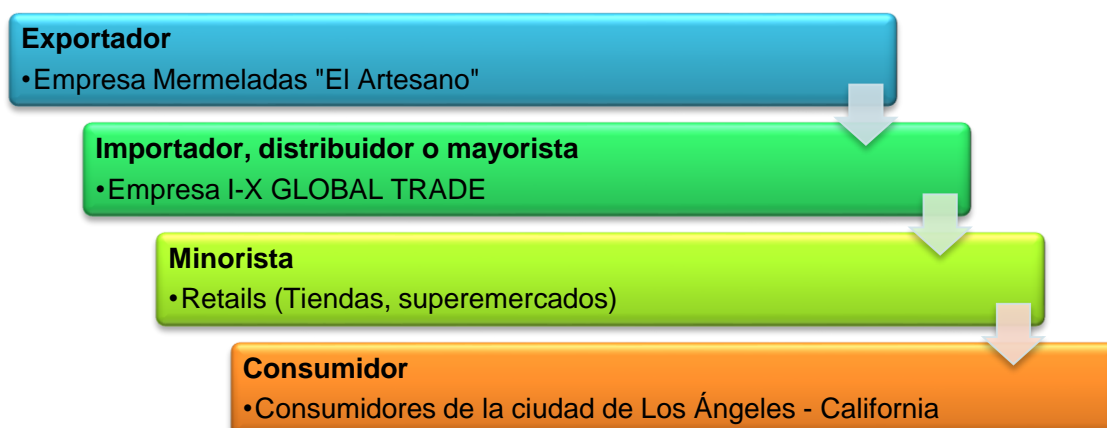 Exportador
•Empresa Mermeladas "El Artesano"
Importador, distribuidor o mayorista
•Empresa I-X GLOBAL TRADE
Minorista
•Retails (Tiendas, superemercados)
Consumidor
•Consumidores de la ciudad de Los Ángeles - California